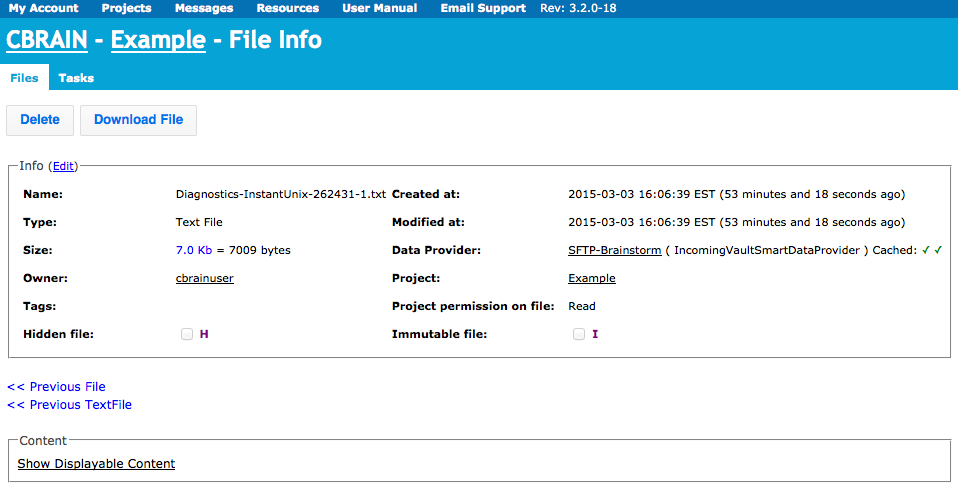 My Account Projects Messages Resources User Manual Email Support Rev: 3.2.0-18
CBRAIN - Example - File Info
Files Tasks
Delete Download File
Info (Edit)
Name: Diagnostics-InstantUnix-262431-1.txt Created at: 2015-03-03 16:06:39 EST (53 minutes and 18 seconds ago)
Type: Text File Modified at: 2015-03-03 16:06:39 EST (53 minutes and 18 seconds ago)
Size: 7.0 Kb = 7009 bytes Data Provider: SFTP-Brainstorm ( IncomingVaultSmartDataProvider ) Cached: ✓ ✓
Owner: cbrainuser Project: Example
Tags: Project permission on file: Read
Hidden file: H Immutable file: I
<< Previous File
<< Previous TextFile
Content
Show Displayable Content